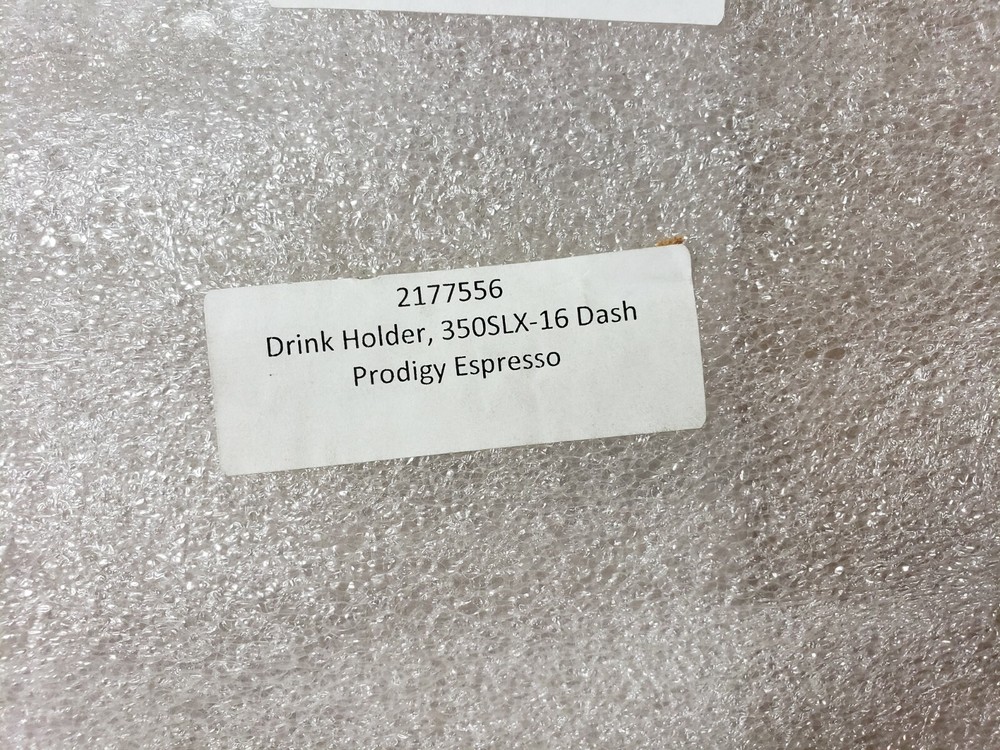 2177556
Drink Holder, 350SLX-16 Dash
Prodigy Espresso